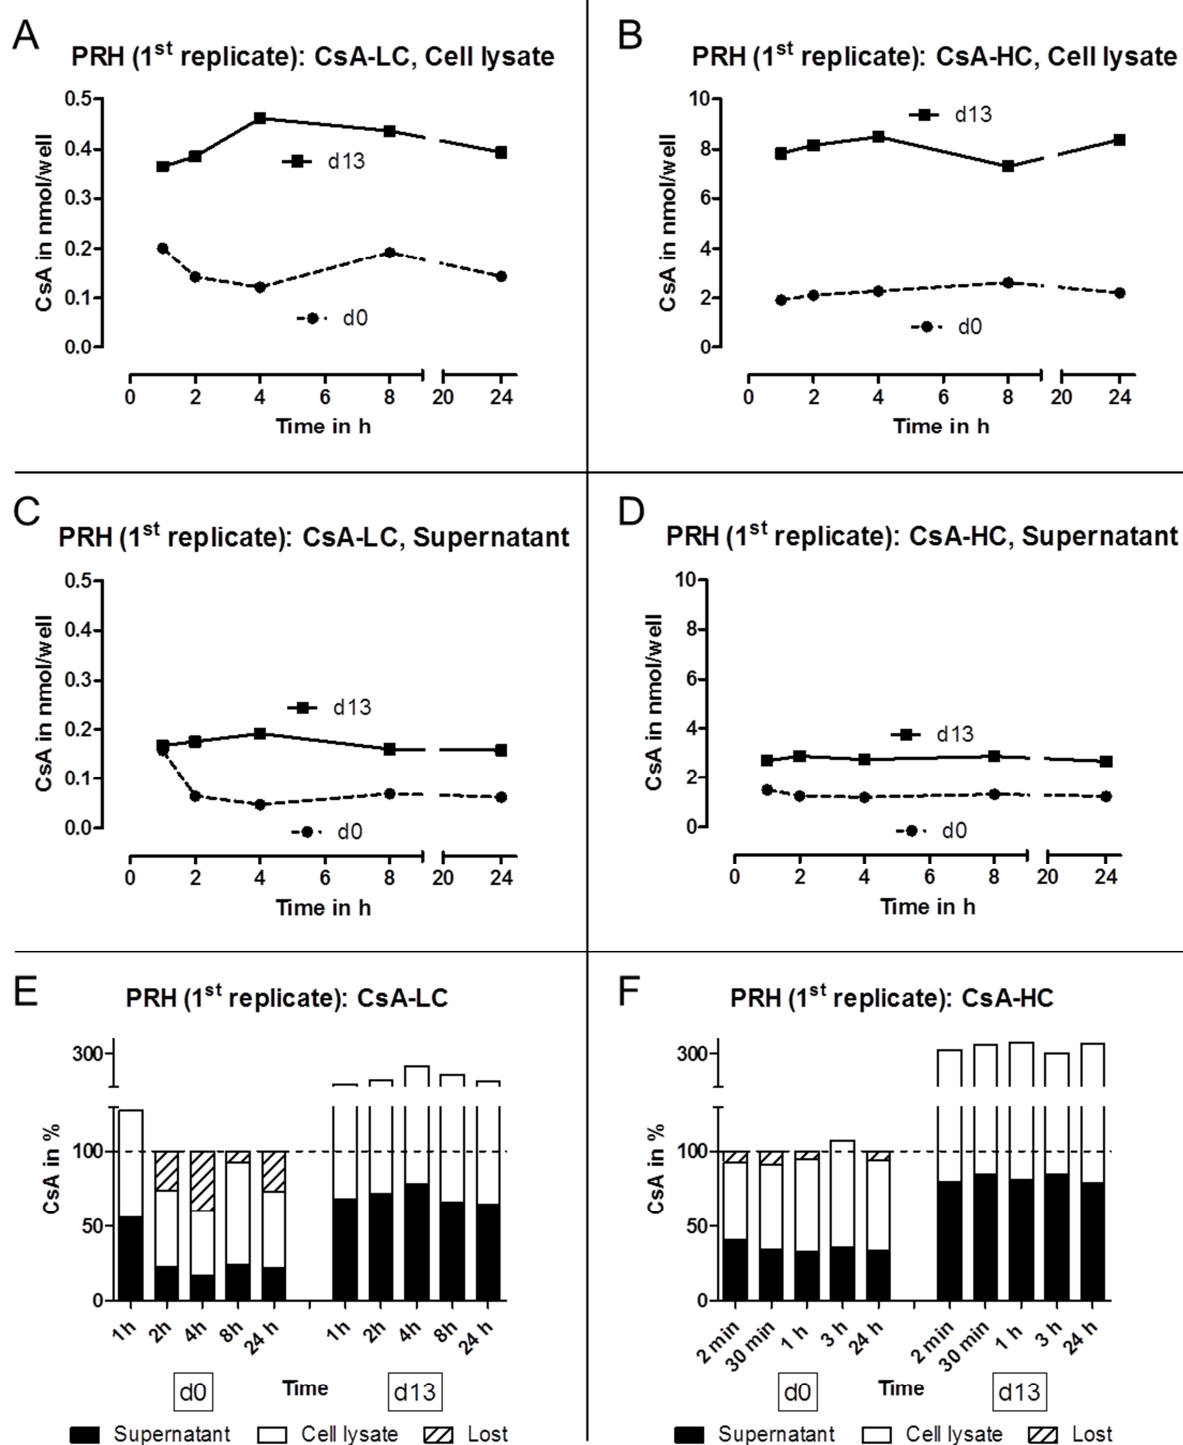 A
PRH (1st replicate): CsA-LC, Cell lysate
CsA in nmol/well
0.5
0.4
0.3
0.2
0.1
0.0
d13
d0
0 2 4 6 8 20 24
Time in h
B
PRH (1st replicate): CsA-HC, Cell lysate
CsA in nmol/well
10
8
6
4
2
0
d13
d0
0 2 4 6 8 20 24
Time in h
C
PRH (1st replicate): CsA-LC, Supernatant
CsA in nmol/well
0.5
0.4
0.3
0.2
0.1
0.0
d13
d0
0 2 4 6 8 20 24
Time in h
D
PRH (1st replicate): CsA-HC, Supernatant
CsA in nmol/well
10
8
6
4
2
0
d13
d0
0 2 4 6 8 20 24
Time in h
E
PRH (1st replicate): CsA-LC
CsA in %
300
100
50
0
1h 2h 4h 8h 24 h 1h 2h 4h 8h 24 h
d0 Time d13
Supernatant Cell lysate Lost
F
PRH (1st replicate): CsA-HC
CsA in %
300
100
50
0
2 min 30 min 1 h 3 h 24 h 2 min 30 min 1 h 3 h 24 h
d0 Time d13
Supernatant Cell lysate Lost